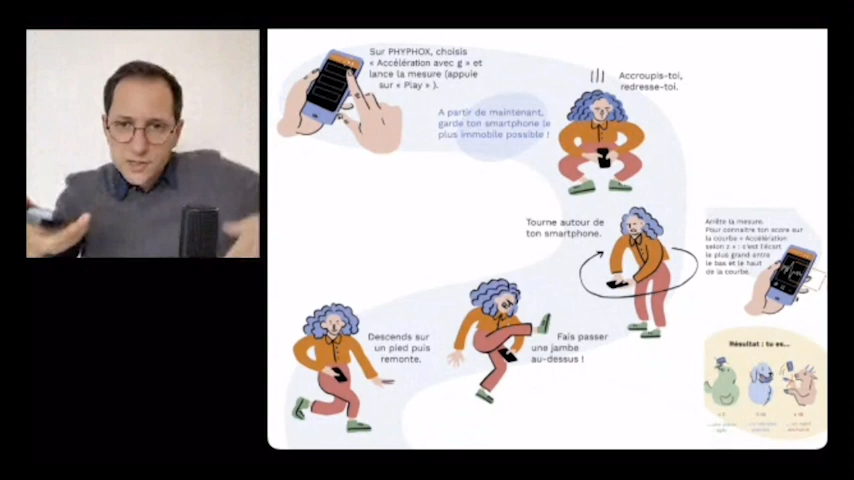 Sur PHYPHOX, choisis
« Accélération avec g » et
lance la mesure (appuie
sur « Play » ).
A partir de maintenant,
garde ton smartphone le
plus immobile possible !
Accroupis-toi,
redresse-toi.
Tourne autour de
ton smartphone.
Fais passer
une jambe
au-dessus !
Descends sur
un pied puis
remonte.
Arrête la mesure.
Pour connaitre ton score sur
la courbe « Accélération
selon z » : c'est l'écart
le plus grand entre
le bas et le haut
de la courbe.
Résultat : tu es...